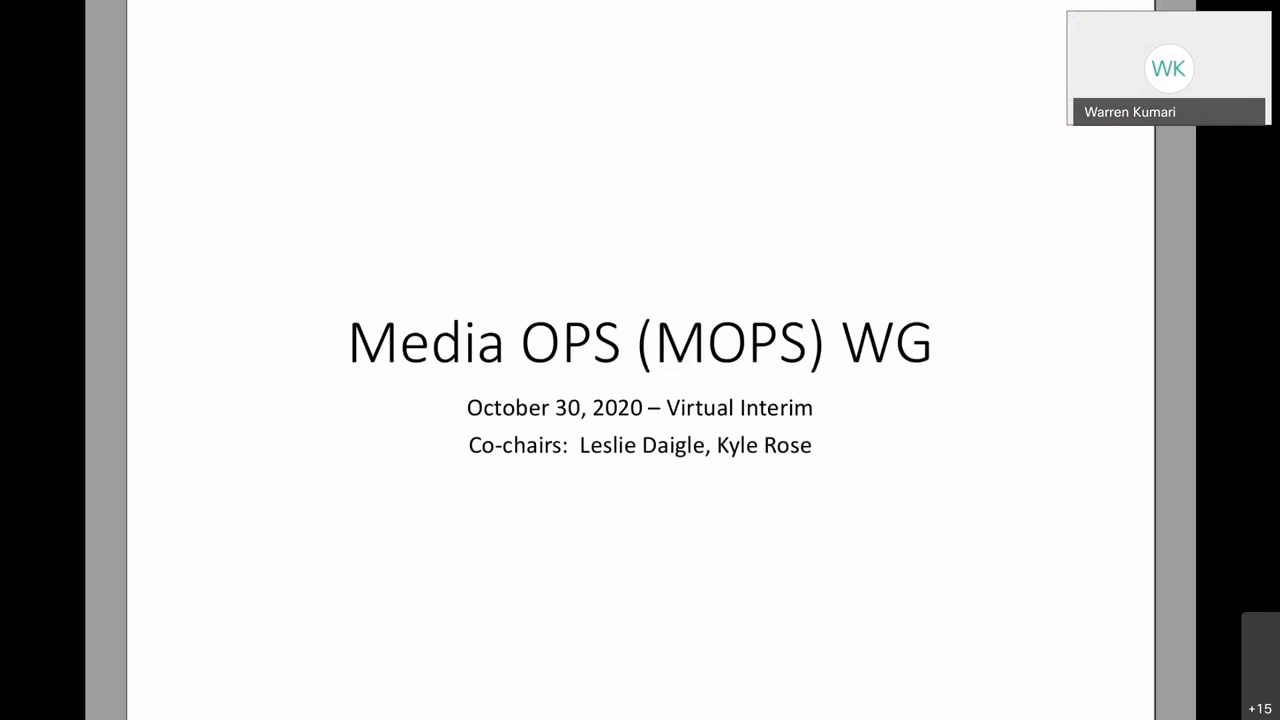 WK
Warren Kumari
Media OPS (MOPS) WG
October 30, 2020 – Virtual Interim
Co-chairs:  Leslie Daigle, Kyle Rose
+15